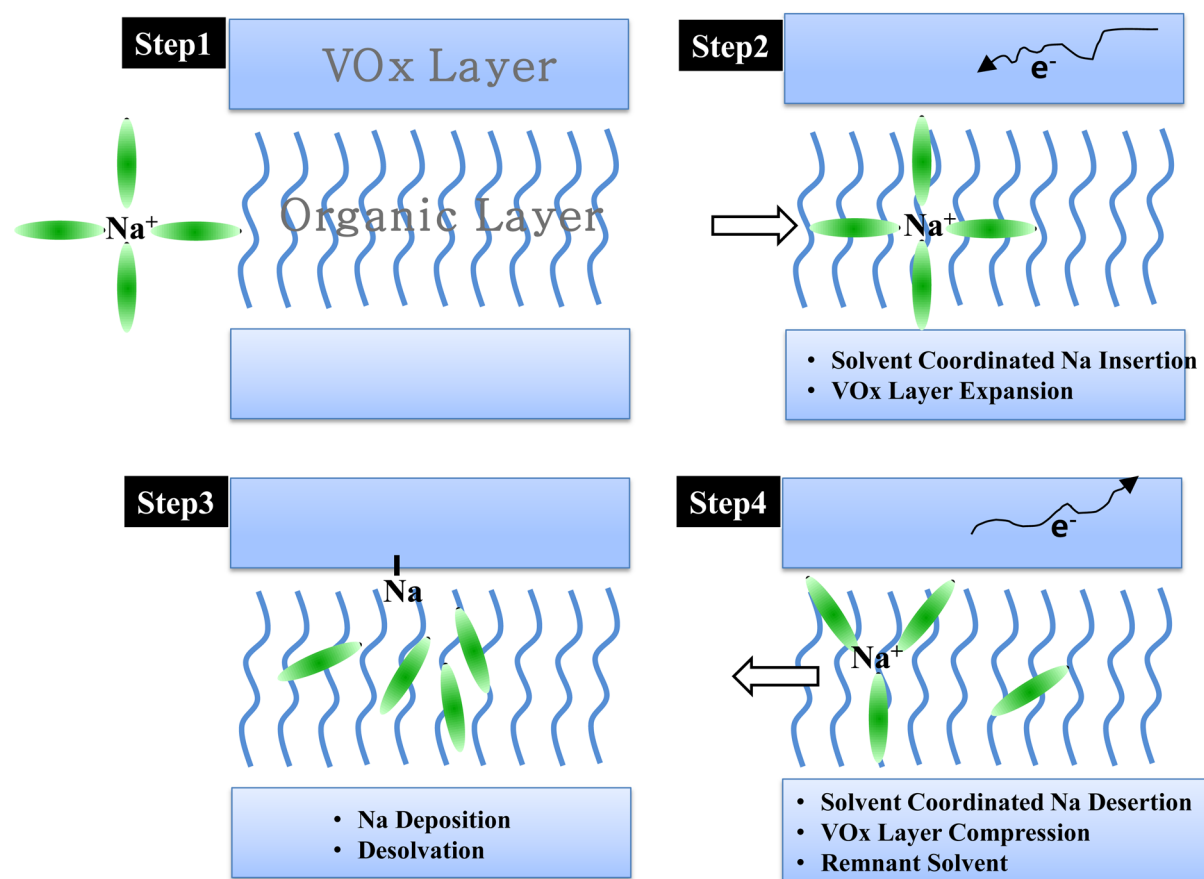 Step1
VOx Layer
Na⁺
Organic Layer
Step2
e⁻
Na⁺
• Solvent Coordinated Na Insertion
• VOx Layer Expansion
Step3
Na
• Na Deposition
• Desolvation
Step4
e⁻
Na⁺
• Solvent Coordinated Na Desertion
• VOx Layer Compression
• Remnant Solvent